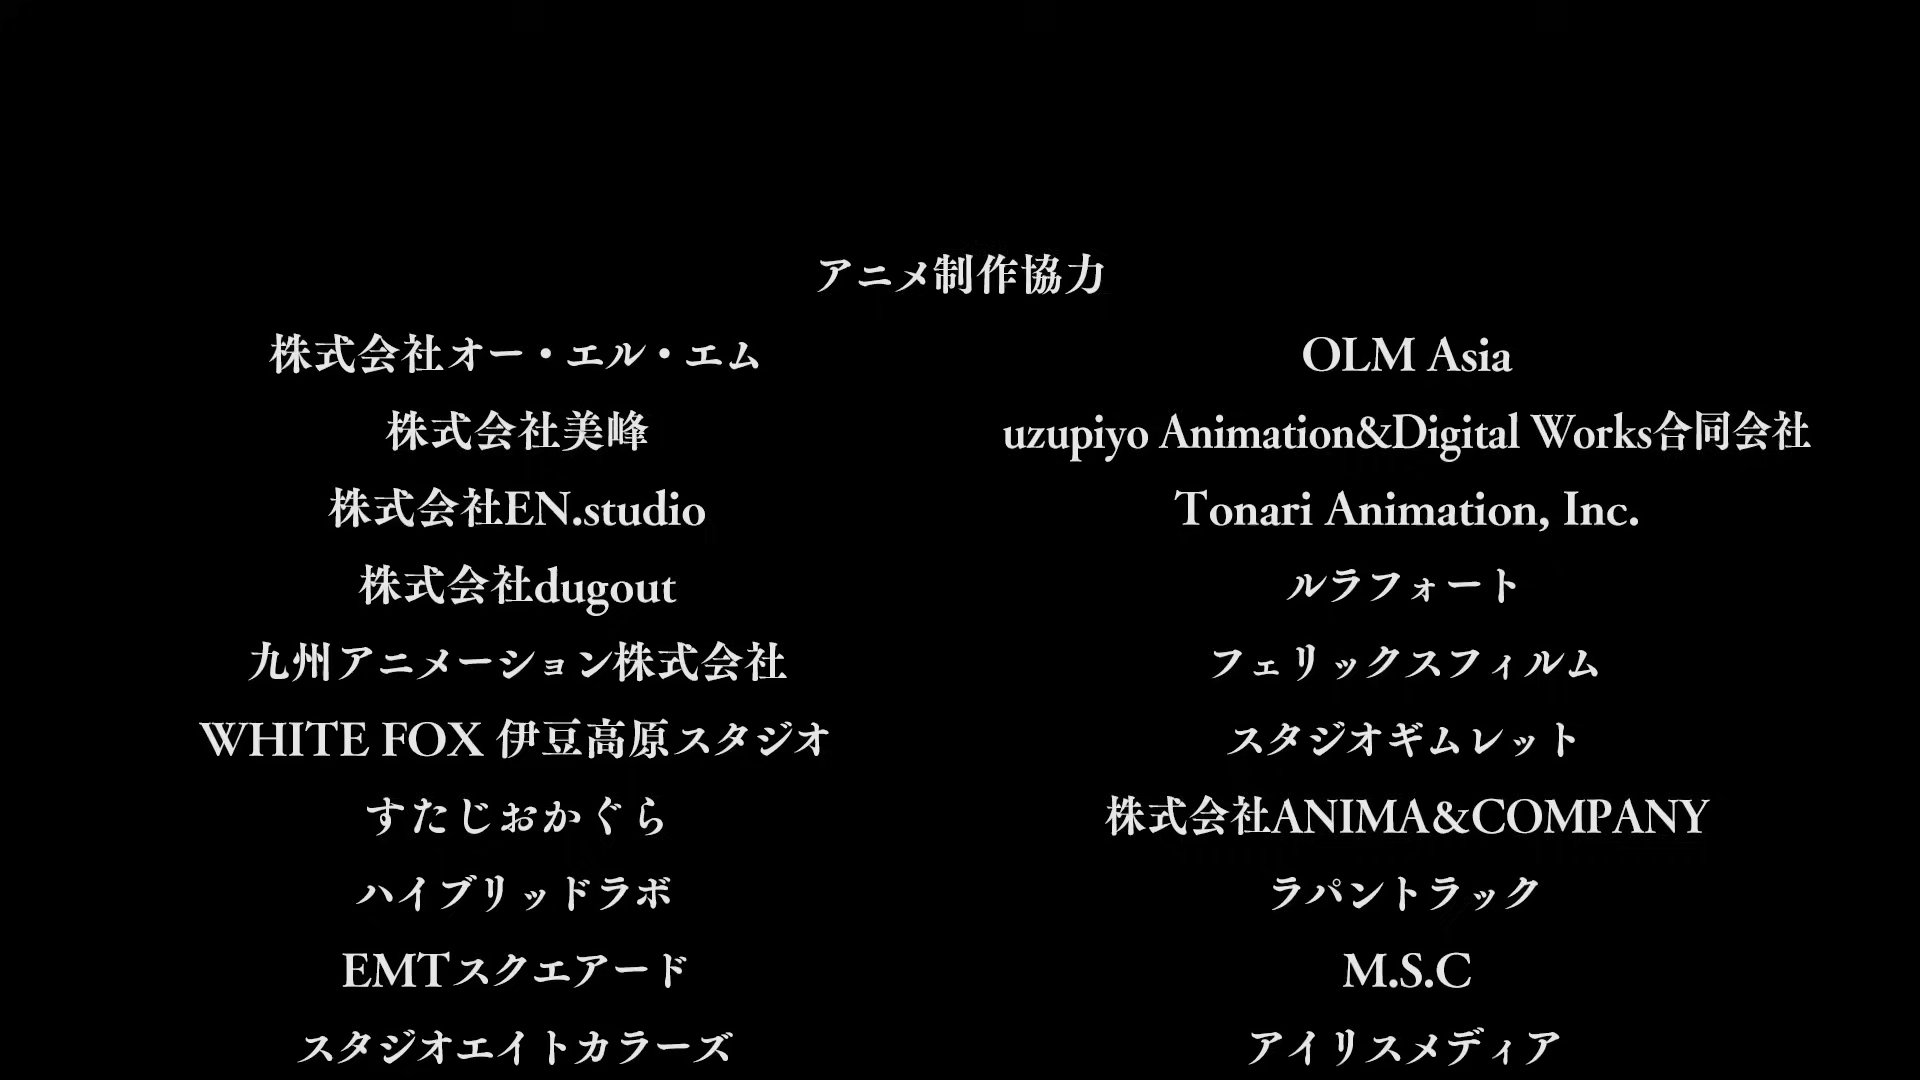 アニメ制作協力
株式会社オー・エル・エム
OLM Asia
株式会社美峰
uzupiyo Animation&Digital Works合同会社
株式会社EN.studio
Tonari Animation, Inc.
株式会社dugout
ルラフォート
九州アニメーション株式会社
フェリックスフィルム
WHITE FOX 伊豆高原スタジオ
スタジオギムレット
すたじおかぐら
株式会社ANIMA&COMPANY
ハイブリッドラボ
ラパントラック
EMTスクエアード
M.S.C
スタジオエイトカラーズ
アイリスメディア